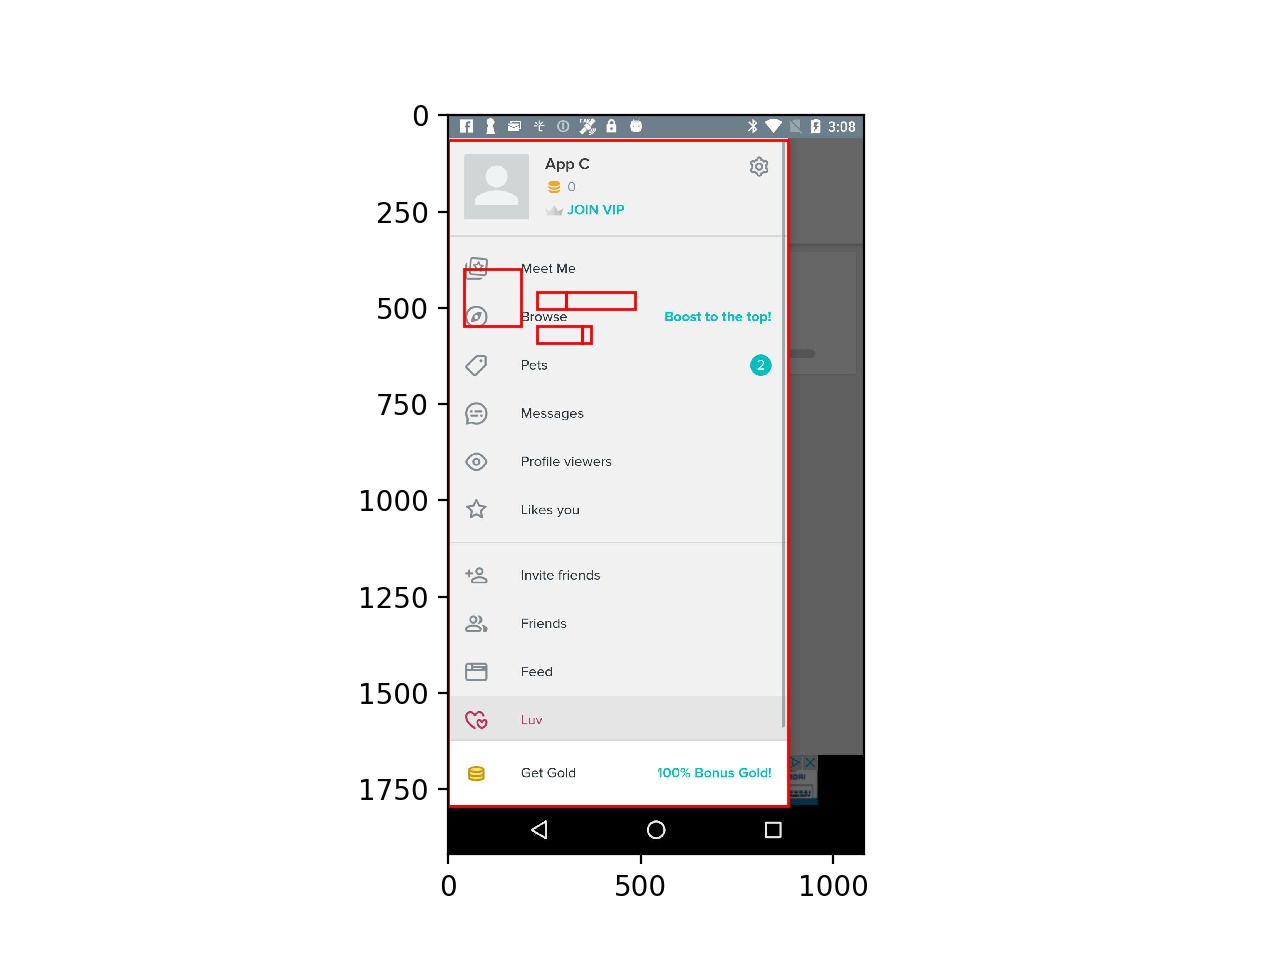 0
250
500
750
1000
1250
1500
1750
0 500 1000
3:08
App C
0
JOIN VIP
Meet Me
Browse Boost to the top!
Pets 2
Messages
Profile viewers
Likes you
Invite friends
Friends
Feed
Luv
Get Gold 100% Bonus Gold!